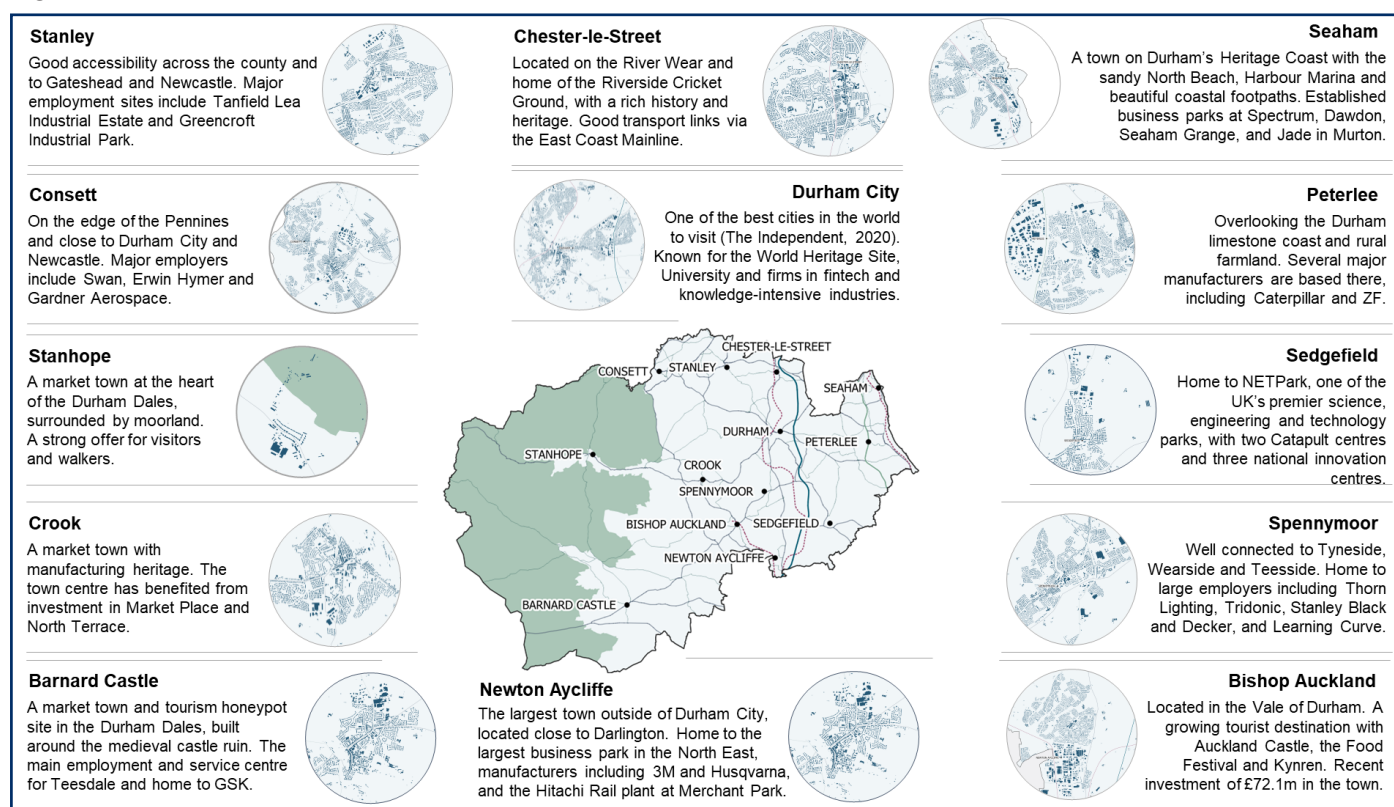 Stanley
Good accessibility across the county and
to Gateshead and Newcastle. Major
employment sites include Tanfield Lea
Industrial Estate and Greencroft
Industrial Park.
Chester-le-Street
Located on the River Wear and
home of the Riverside Cricket
Ground, with a rich history and
heritage. Good transport links via
the East Coast Mainline.
Seaham
A town on Durham's Heritage Coast with the
sandy North Beach, Harbour Marina and
beautiful coastal footpaths. Established
business parks at Spectrum, Dawdon,
Seaham Grange, and Jade in Murton.
Consett
On the edge of the Pennines
and close to Durham City and
Newcastle. Major employers
include Swan, Erwin Hymer and
Gardner Aerospace.
Durham City
One of the best cities in the world
to visit (The Independent, 2020).
Known for the World Heritage Site,
University and firms in fintech and
knowledge-intensive industries.
Peterlee
Overlooking the Durham
limestone coast and rural
farmland. Several major
manufacturers are based there,
including Caterpillar and ZF.
Stanhope
A market town at the heart
of the Durham Dales,
surrounded by moorland.
A strong offer for visitors
and walkers.
CHESTER-LE-STREET
CONSETT
STANLEY
SEAHAM
DURHAM
PETERLEE
STANHOPE
CROOK
SPENNYMOOR
BISHOP AUCKLAND
SEDGEFIELD
NEWTON AYCLIFFE
BARNARD CASTLE
Sedgefield
Home to NETPark, one of the
UK's premier science,
engineering and technology
parks, with two Catapult centres
and three national innovation
centres.
Crook
A market town with
manufacturing heritage. The
town centre has benefited from
investment in Market Place and
North Terrace.
Spennymoor
Well connected to Tyneside,
Wearside and Teesside. Home to
large employers including Thorn
Lighting, Tridonic, Stanley Black
and Decker, and Learning Curve.
Barnard Castle
A market town and tourism honeypot
site in the Durham Dales, built
around the medieval castle ruin. The
main employment and service centre
for Teesdale and home to GSK.
Newton Aycliffe
The largest town outside of Durham City,
located close to Darlington. Home to the
largest business park in the North East,
manufacturers including 3M and Husqvarna,
and the Hitachi Rail plant at Merchant Park.
Bishop Auckland
Located in the Vale of Durham. A
growing tourist destination with
Auckland Castle, the Food
Festival and Kynren. Recent
investment of £72.1m in the town.